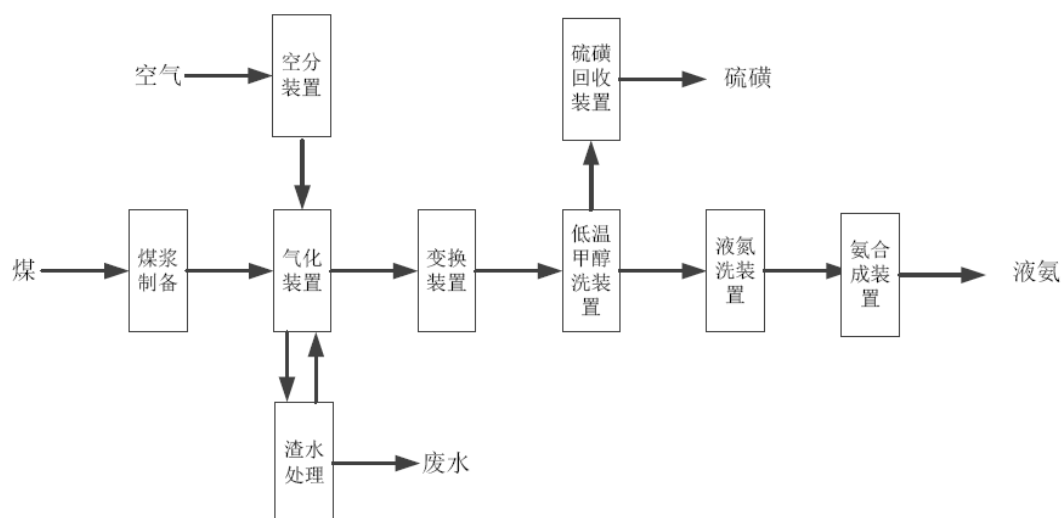 空气
空分
装置
硫磺
回收
装置
硫磺
煤
煤浆
制备
气化
装置
变换
装置
低温
甲醇
洗装
置
液氮
洗装
置
氨合
成装
置
液氨
渣水
处理
废水